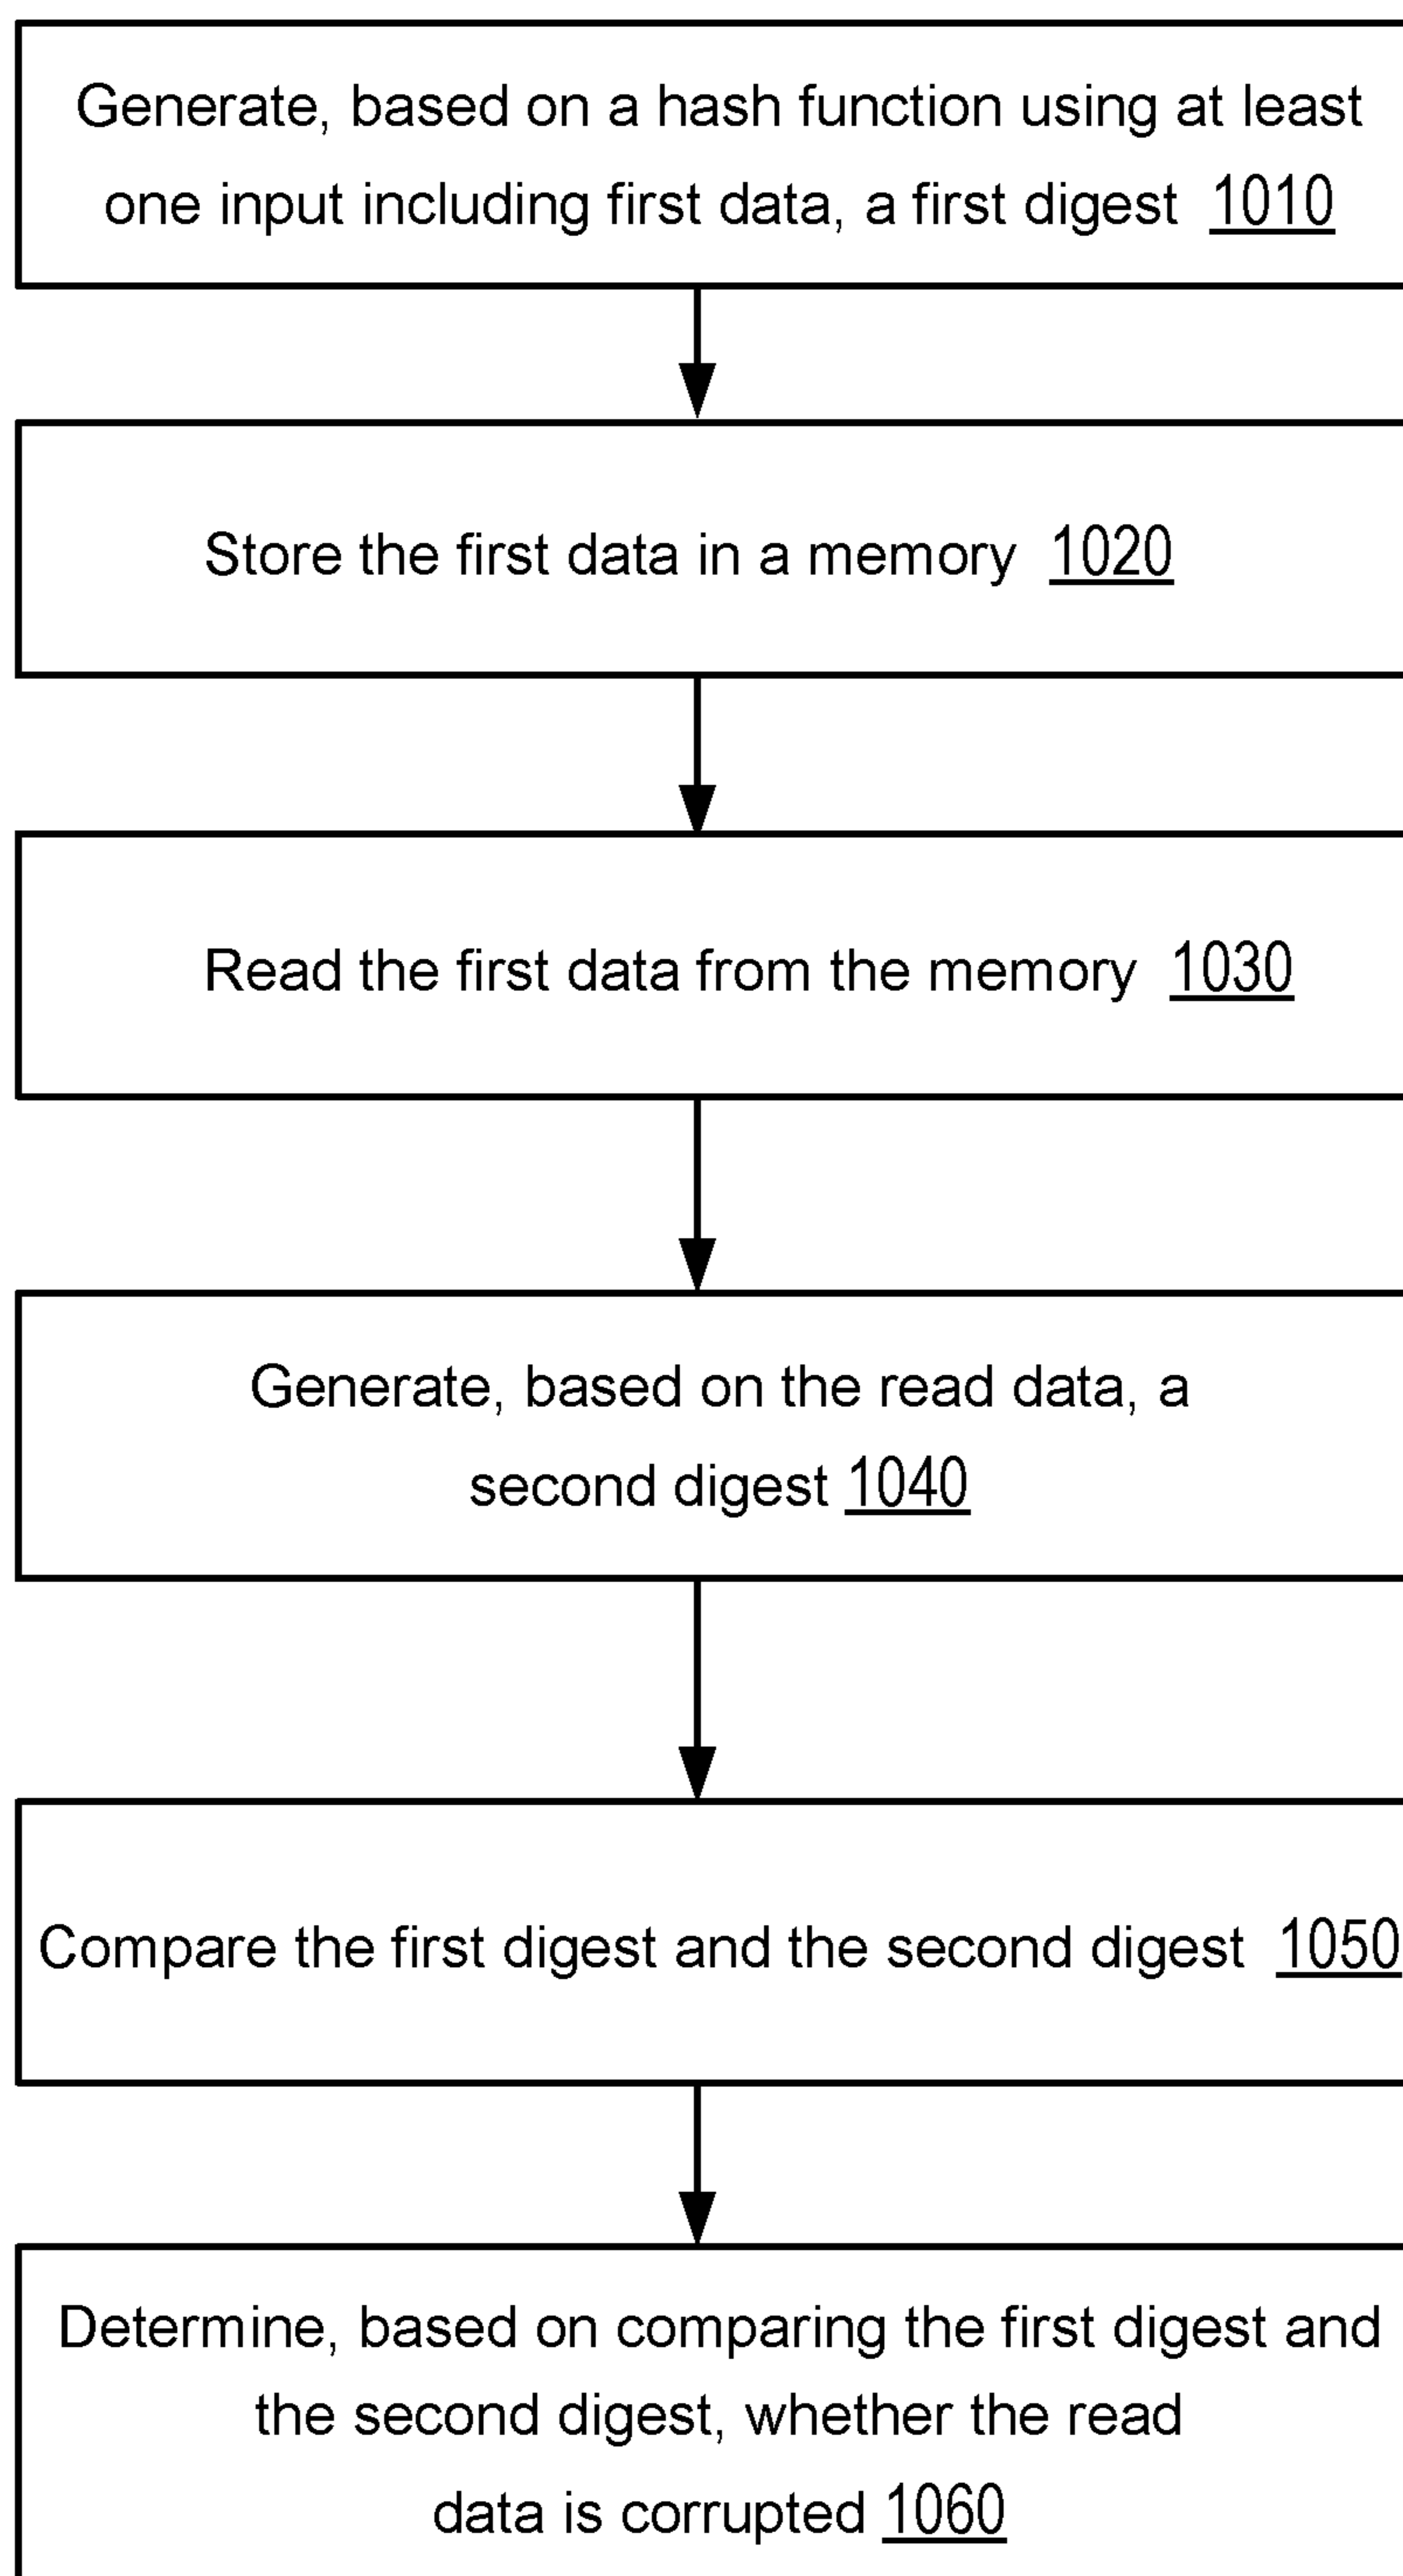 Generate, based on a hash function using at least
one input including first data, a first digest 1010
Store the first data in a memory 1020
Read the first data from the memory 1030
Generate, based on the read data, a
second digest 1040
Compare the first digest and the second digest 1050
Determine, based on comparing the first digest and
the second digest, whether the read
data is corrupted 1060